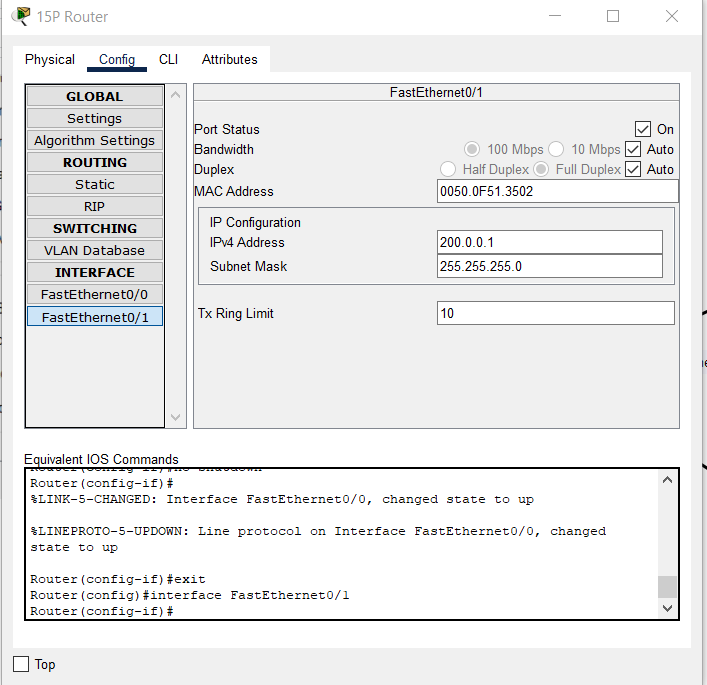 15P Router
Physical Config CLI Attributes
GLOBAL
Settings
Algorithm Settings
ROUTING
Static
RIP
SWITCHING
VLAN Database
INTERFACE
FastEthernet0/0
FastEthernet0/1
FastEthernet0/1
Port Status On
Bandwidth 100 Mbps 10 Mbps Auto
Duplex Half Duplex Full Duplex Auto
MAC Address 0050.0F51.3502
IP Configuration
IPv4 Address 200.0.0.1
Subnet Mask 255.255.255.0
Tx Ring Limit 10
Equivalent IOS Commands
Router(config-if)#no shutdown
Router(config-if)#
%LINK-5-CHANGED: Interface FastEthernet0/0, changed state to up
%LINEPROTO-5-UPDOWN: Line protocol on Interface FastEthernet0/0, changed
state to up
Router(config-if)#exit
Router(config)#interface FastEthernet0/1
Router(config-if)#
Top